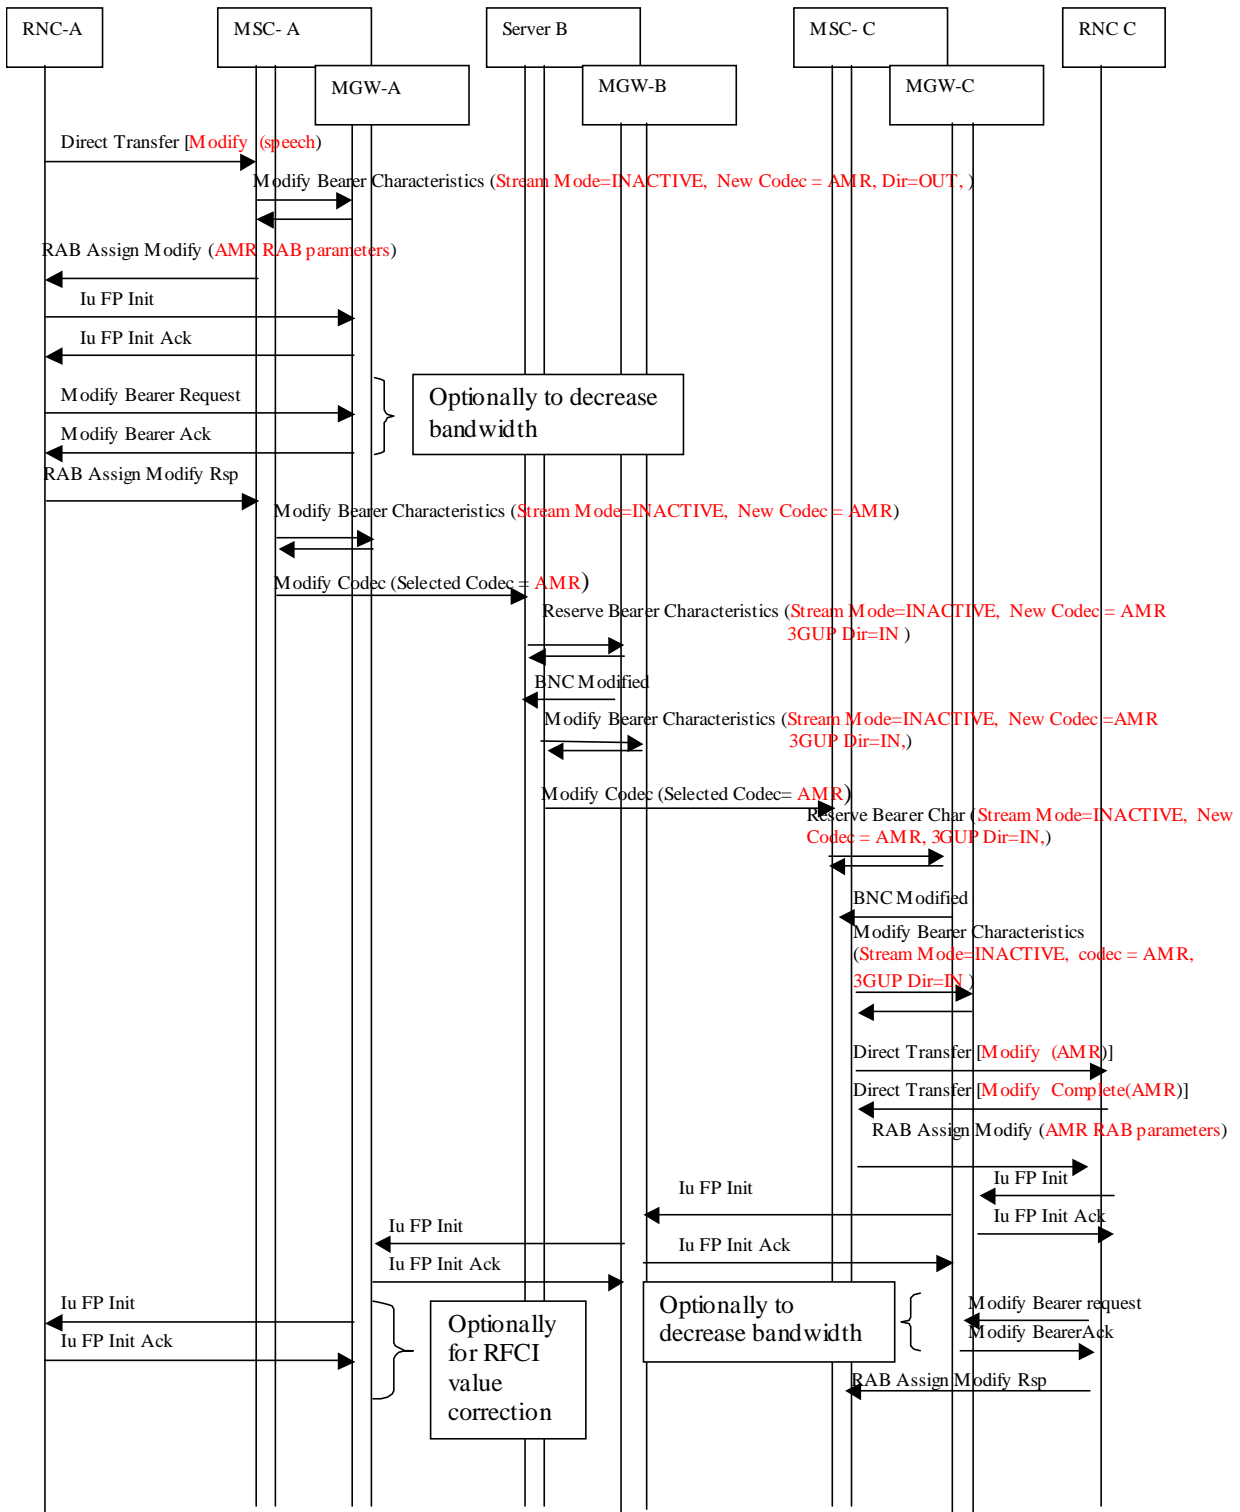 RNC-A
MSC- A
Server B
MSC- C
RNC C
MGW-A
MGW-B
MGW-C
Direct Transfer [Modify (speech)
Modify Bearer Characteristics (Stream Mode=INACTIVE, New Codec = AMR, Dir=OUT, )
RAB Assign Modify (AMR RAB parameters)
Iu FP Init
Iu FP Init Ack
Modify Bearer Request
Optionally to decrease
bandwidth
Modify Bearer Ack
RAB Assign Modify Rsp
Modify Bearer Characteristics (Stream Mode=INACTIVE, New Codec = AMR)
Modify Codec (Selected Codec = AMR)
Reserve Bearer Characteristics (Stream Mode=INACTIVE, New Codec = AMR
3GUP Dir=IN )
BNC Modified
Modify Bearer Characteristics (Stream Mode=INACTIVE, New Codec =AMR
3GUP Dir=IN,)
Modify Codec (Selected Codec= AMR)
Reserve Bearer Char (Stream Mode=INACTIVE, New
Codec = AMR, 3GUP Dir=IN,)
BNC Modified
Modify Bearer Characteristics
(Stream Mode=INACTIVE, codec = AMR,
3GUP Dir=IN )
Direct Transfer [Modify (AMR)]
Direct Transfer [Modify Complete(AMR)]
RAB Assign Modify (AMR RAB parameters)
Iu FP Init
Iu FP Init
Iu FP Init Ack
Iu FP Init
Iu FP Init Ack
Iu FP Init Ack
Iu FP Init
Iu FP Init Ack
Optionally
for RFCI
value
correction
Optionally to
decrease bandwidth
Modify Bearer request
Modify BearerAck
RAB Assign Modify Rsp